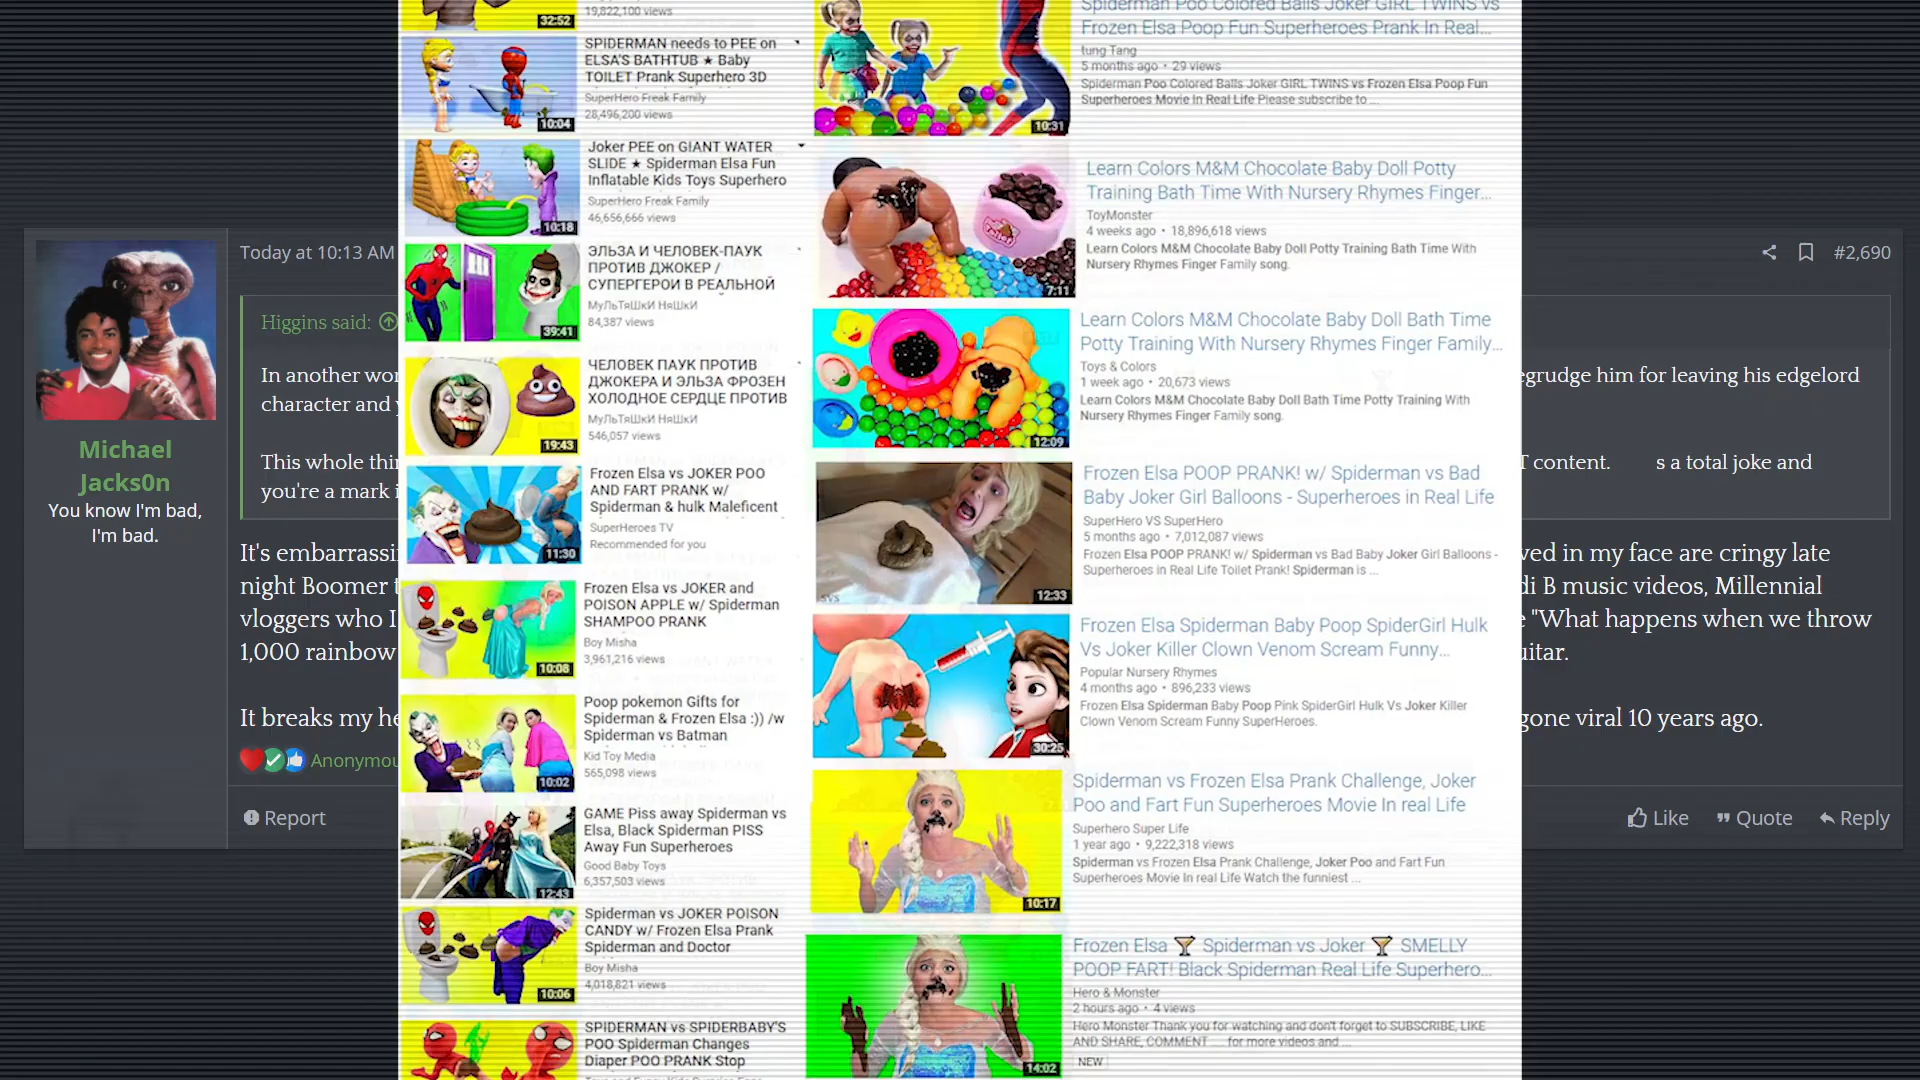 32:52
19,822,100 views
SPIDERMAN needs to PEE on
ELSA'S BATHTUB ★ Baby
TOILET Prank Superhero 3D
SuperHero Freak Family
28,496,200 views
10:04
Joker PEE on GIANT WATER
SLIDE ★ Spiderman Elsa Fun
Inflatable Kids Toys Superhero
SuperHero Freak Family
46,656,666 views
10:18
ЭЛЬЗА И ЧЕЛОВЕК-ПАУК
ПРОТИВ ДЖОКЕР /
СУПЕРГЕРОИ В РЕАЛЬНОЙ
МуЛьТяШкИ НяШкИ
84,387 views
39:41
ЧЕЛОВЕК ПАУК ПРОТИВ
ДЖОКЕРА И ЭЛЬЗА ФРОЗЕН
ХОЛОДНОЕ СЕРДЦЕ ПРОТИВ
МуЛьТяШкИ НяШкИ
546,057 views
19:43
Frozen Elsa vs JOKER POO
AND FART PRANK w/
Spiderman & hulk Maleficent
SuperHeroes TV
Recommended for you
11:30
Frozen Elsa vs JOKER and
POISON APPLE w/ Spiderman
SHAMPOO PRANK
Boy Misha
3,961,216 views
10:08
Poop pokemon Gifts for
Spiderman & Frozen Elsa :)) /w
Spiderman vs Batman
Kid Toy Media
565,098 views
10:02
GAME Piss away Spiderman vs
Elsa, Black Spiderman PISS
Away Fun Superheroes
Good Baby Toys
6,357,503 views
12:43
Spiderman vs JOKER POISON
CANDY w/ Frozen Elsa Prank
Spiderman and Doctor
Boy Misha
4,018,821 views
10:06
SPIDERMAN vs SPIDERBABY'S
POO Spiderman Changes
Diaper POO PRANK Stop
Spiderman Poo Colored Balls Joker GIRL TWINS vs
Frozen Elsa Poop Fun Superheroes Prank In Real...
tung Tang
5 months ago • 29 views
Spiderman Poo Colored Balls Joker GIRL TWINS vs Frozen Elsa Poop Fun
Superheroes Movie In Real Life Please subscribe to ...
10:31
Learn Colors M&M Chocolate Baby Doll Potty
Training Bath Time With Nursery Rhymes Finger...
ToyMonster
4 weeks ago • 18,896,618 views
Learn Colors M&M Chocolate Baby Doll Potty Training Bath Time With
Nursery Rhymes Finger Family song.
7:11
Learn Colors M&M Chocolate Baby Doll Bath Time
Potty Training With Nursery Rhymes Finger Family...
Toys & Colors
1 week ago • 20,673 views
Learn Colors M&M Chocolate Baby Doll Bath Time Potty Training With
Nursery Rhymes Finger Family song.
12:09
Frozen Elsa POOP PRANK! w/ Spiderman vs Bad
Baby Joker Girl Balloons - Superheroes in Real Life
SuperHero VS SuperHero
5 months ago • 7,012,087 views
Frozen Elsa POOP PRANK! w/ Spiderman vs Bad Baby Joker Girl Balloons -
Superheroes in Real Life Toilet Prank! Spiderman is ...
SVS
12:33
Frozen Elsa Spiderman Baby Poop SpiderGirl Hulk
Vs Joker Killer Clown Venom Scream Funny...
Popular Nursery Rhymes
4 months ago • 896,233 views
Frozen Elsa Spiderman Baby Poop Pink SpiderGirl Hulk Vs Joker Killer
Clown Venom Scream Funny SuperHeroes.
30:25
Spiderman vs Frozen Elsa Prank Challenge, Joker
Poo and Fart Fun Superheroes Movie In real Life
Superhero Super Life
1 year ago • 9,222,318 views
Spiderman vs Frozen Elsa Prank Challenge, Joker Poo and Fart Fun
Superheroes Movie In real Life Watch the funniest ...
10:17
Frozen Elsa 🍸 Spiderman vs Joker 🍸 SMELLY
POOP FART! Black Spiderman Real Life Superhero...
Hero & Monster
2 hours ago • 4 views
Hero Monster Thank you for watching and don't forget to SUBSCRIBE, LIKE
AND SHARE, COMMENT .... for more videos and ...
NEW
14:02
Michael
Jacks0n
You know I'm bad,
I'm bad.
Today at 10:13 AM
#2,690
Higgins said:
In another
egrudge him for leaving his edgelord
character and
This whole
content. s a total joke and
you're a mark
It's
in my face are cringy late
night Boomer
B music videos, Millennial
vloggers who I
"What happens when we throw
1,000 rainbow
It breaks my
gone viral 10 years ago.
Report
Like
Quote
Reply